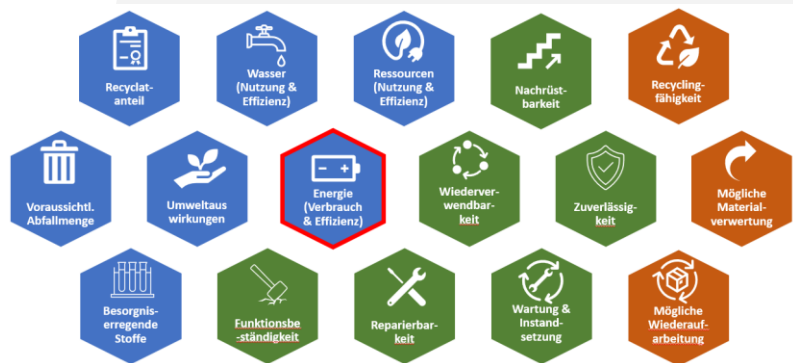 Recyclat-
anteil
Wasser
(Nutzung &
Effizienz)
Ressourcen
(Nutzung &
Effizienz)
Nachrüst-
barkeit
Recycling-
fähigkeit
Voraussichtl.
Abfallmenge
Umweltaus
wirkungen
Energie
(Verbrauch
& Effizienz)
Wiederver-
wendbar-
keit
Zuverlässig-
keit
Mögliche
Material-
verwertung
Besorgnis-
erregende
Stoffe
Funktionsbe
-ständigkeit
Reparierbar-
keit
Wartung &
Instand-
setzung
Mögliche
Wiederauf-
arbeitung